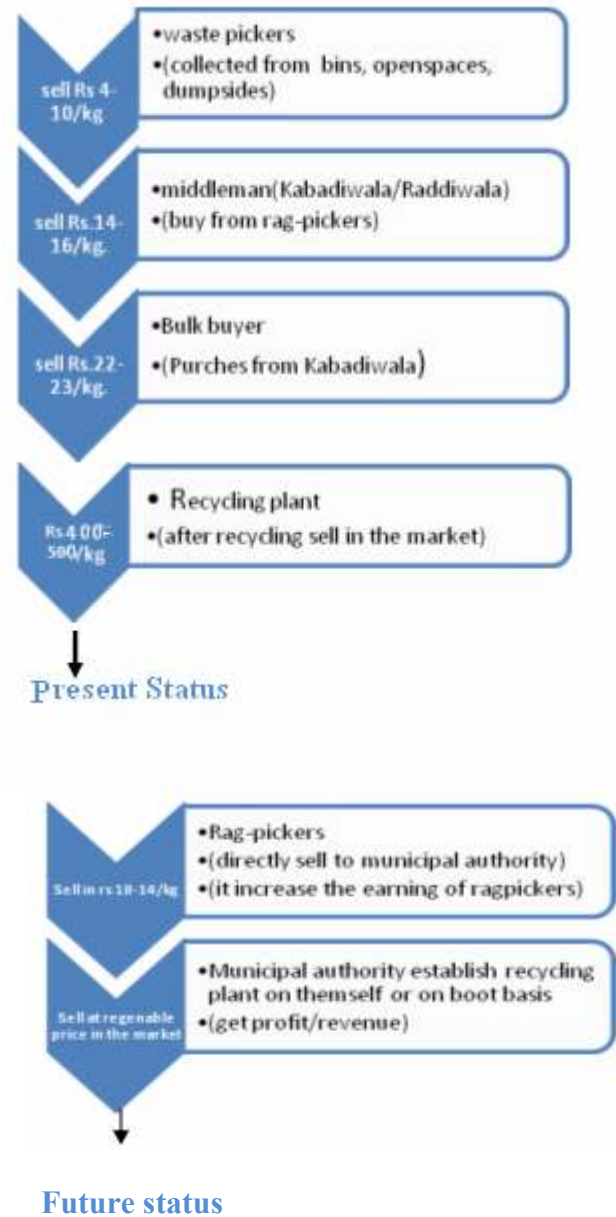 sell Rs 4-
10/kg
•waste pickers
•(collected from bins, openspaces,
dumpsides)
sell Rs.14-
16/kg.
•middleman(Kabadiwala/Raddiwala)
•(buy from rag-pickers)
sell Rs.22-
23/kg.
•Bulk buyer
•(Purches from Kabadiwala)
Rs400-
500/kg
• Recycling plant
•(after recycling sell in the market)
Present Status
Sell in rs 10-14/kg
•Rag-pickers
•(directly sell to municipal authority)
•(it increase the earning of ragpickers)
Sell at regenable
price in the market
•Municipal authority establish recycling
plant on themself or on boot basis
•(get profit/revenue)
Future status